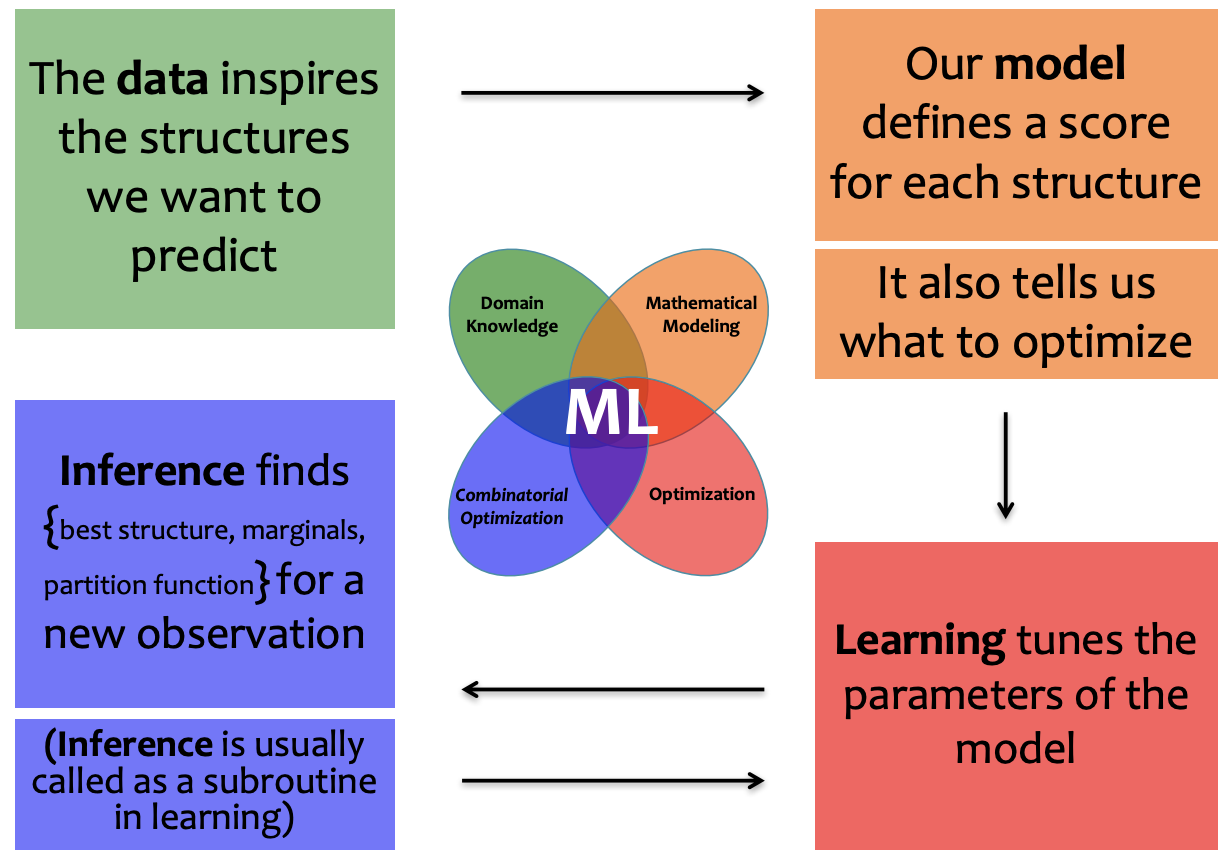 The data inspires
the structures
we want to
predict
Our model
defines a score
for each structure
It also tells us
what to optimize
Domain
Knowledge
Mathematical
Modeling
ML
Combinatorial
Optimization
Optimization
Inference finds
{best structure, marginals,
partition function} for a
new observation
(Inference is usually
called as a subroutine
in learning)
Learning tunes the
parameters of the
model